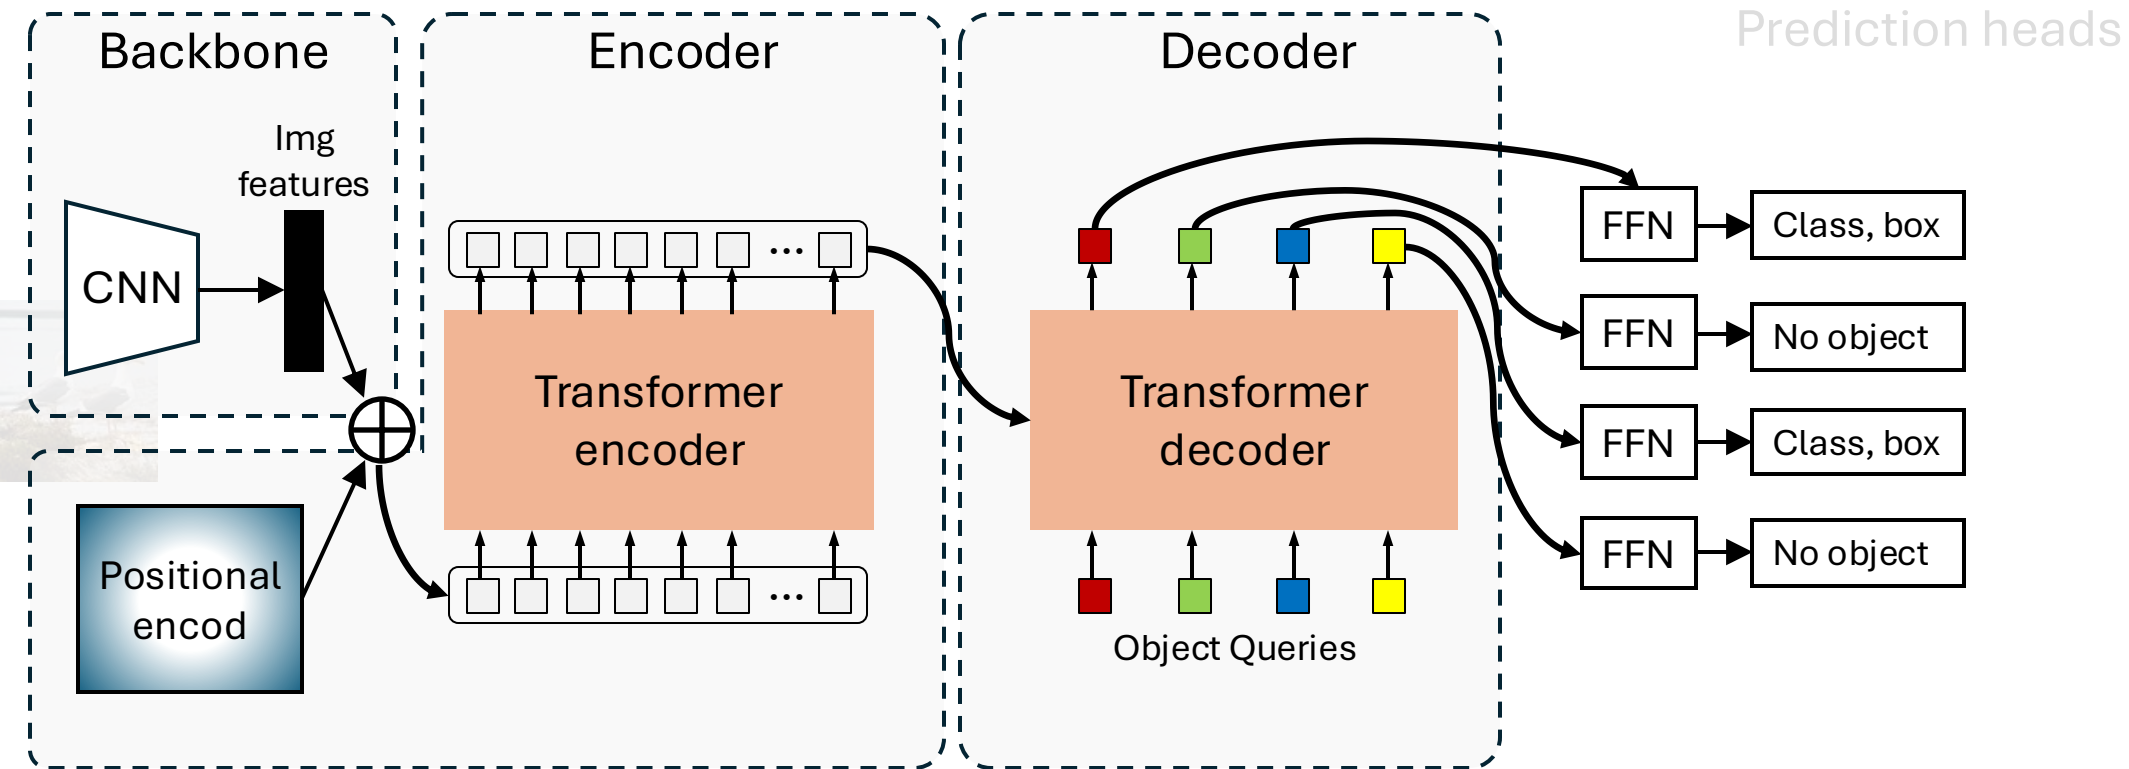 Backbone
Encoder
Decoder
Prediction heads
Img
features
CNN
Positional
encod
Transformer
encoder
...
...
Transformer
decoder
Object Queries
FFN
Class, box
FFN
No object
FFN
Class, box
FFN
No object